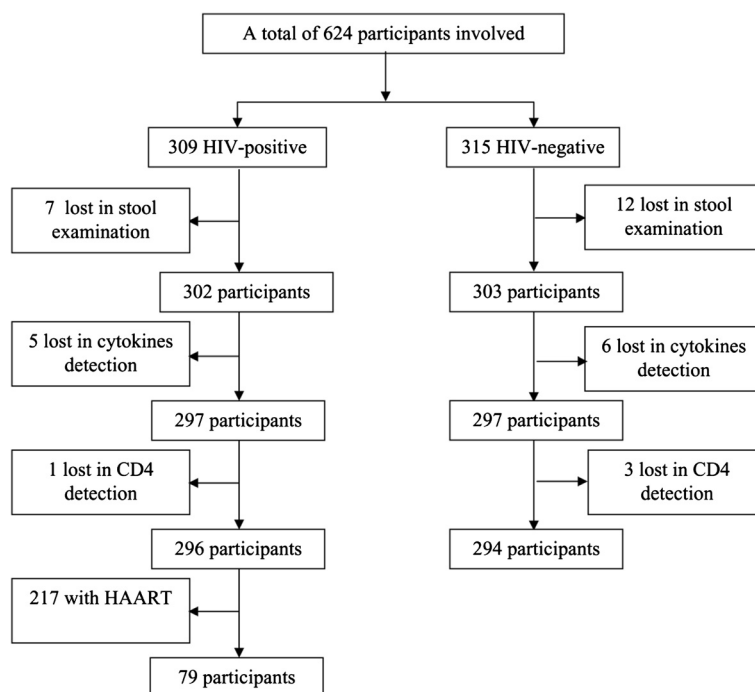 A total of 624 participants involved
309 HIV-positive
315 HIV-negative
7 lost in stool
examination
12 lost in stool
examination
302 participants
303 participants
5 lost in cytokines
detection
6 lost in cytokines
detection
297 participants
297 participants
1 lost in CD4
detection
3 lost in CD4
detection
296 participants
294 participants
217 with HAART
79 participants